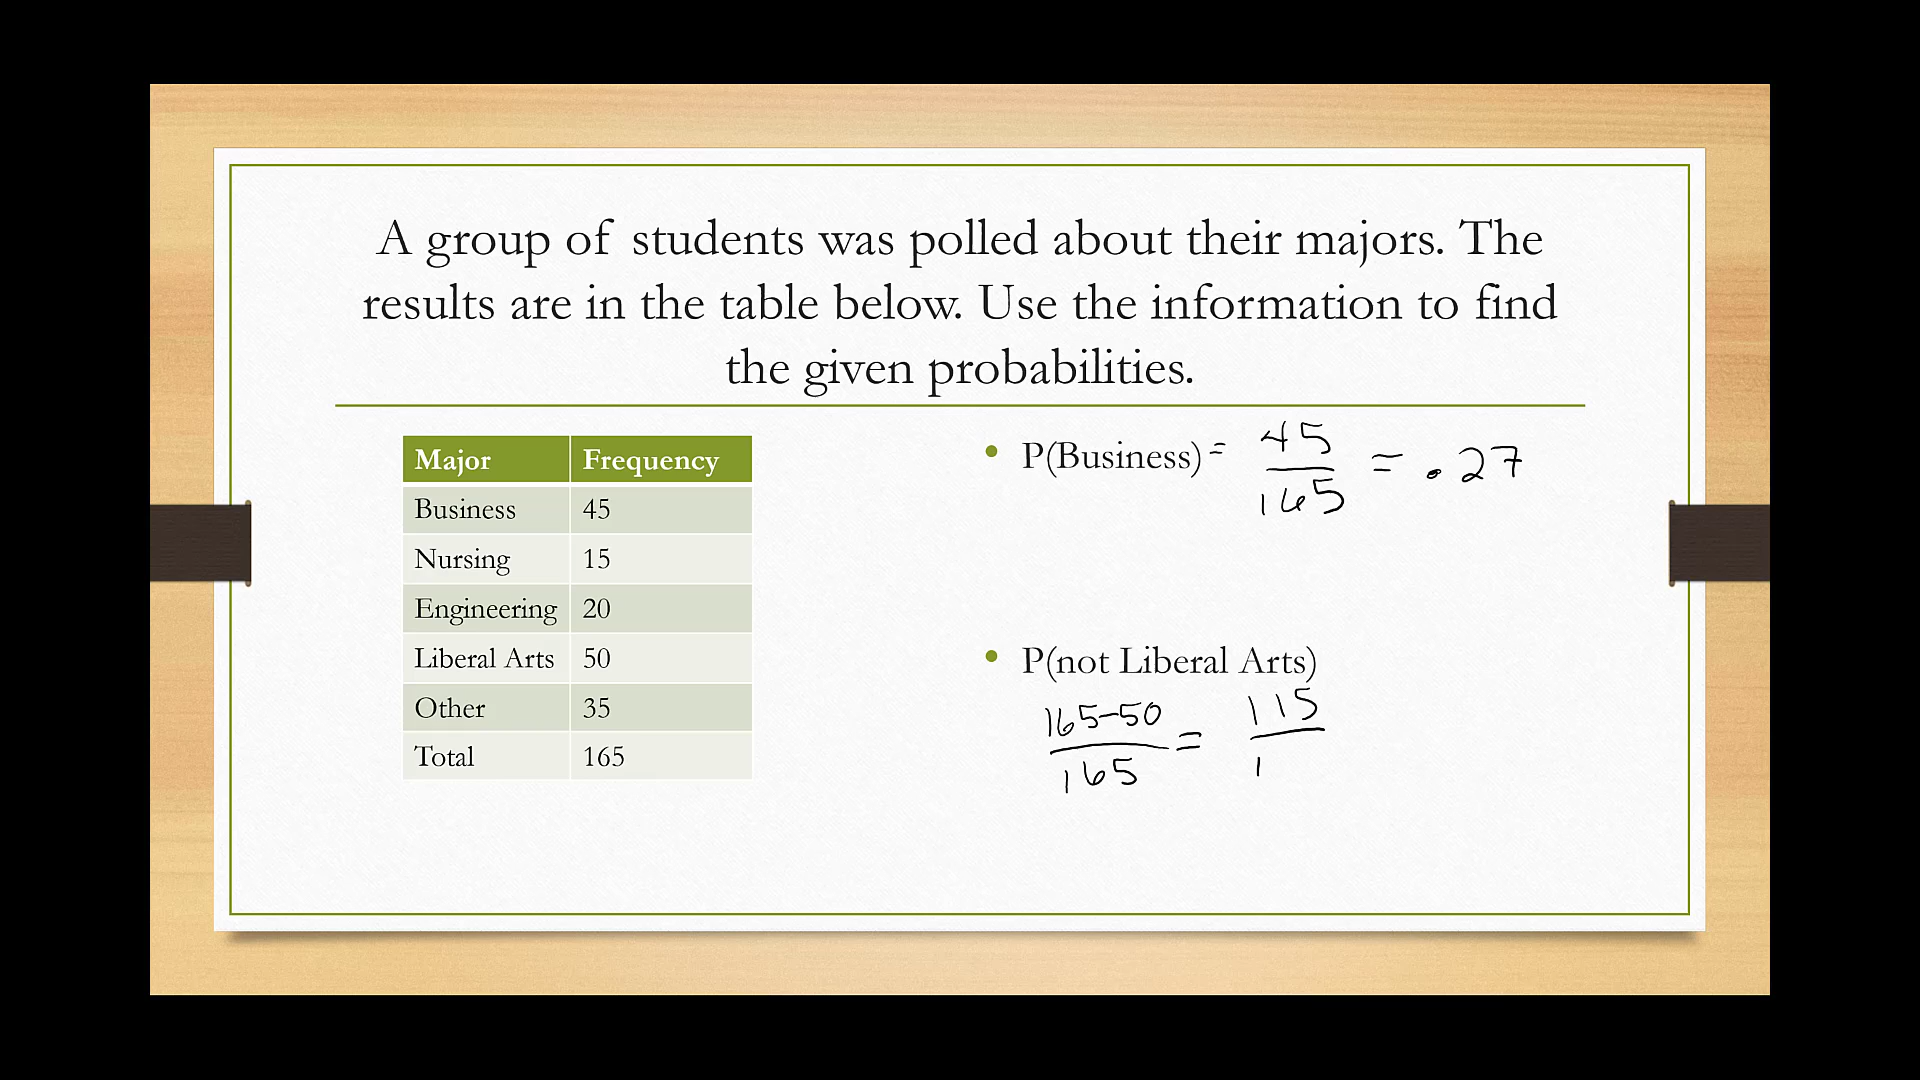 A group of students was polled about their majors. The
results are in the table below. Use the information to find
the given probabilities.
Major Frequency
Business 45
Nursing 15
Engineering 20
Liberal Arts 50
Other 35
Total 165
• P(Business) = 45/165 = .27
• P(not Liberal Arts)
165-50/165 = 115/1